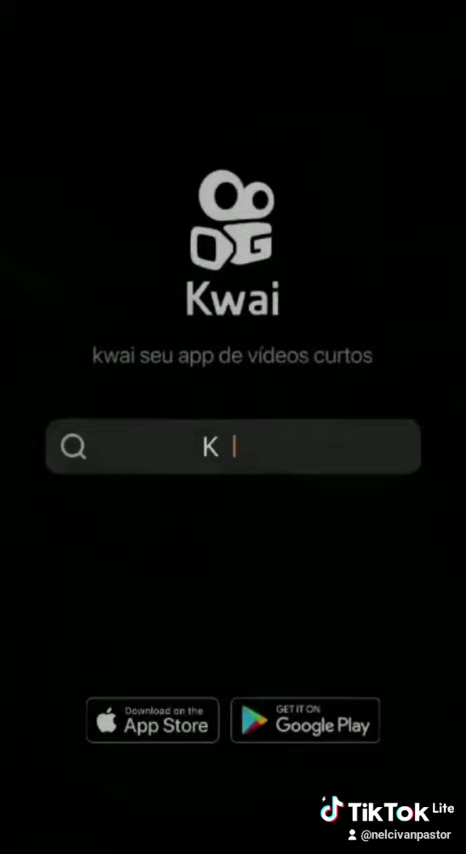 Kwai
kwai seu app de vídeos curtos
K
Download on the
App Store
GET IT ON
Google Play
TikTok Lite
@nelcivanpastor